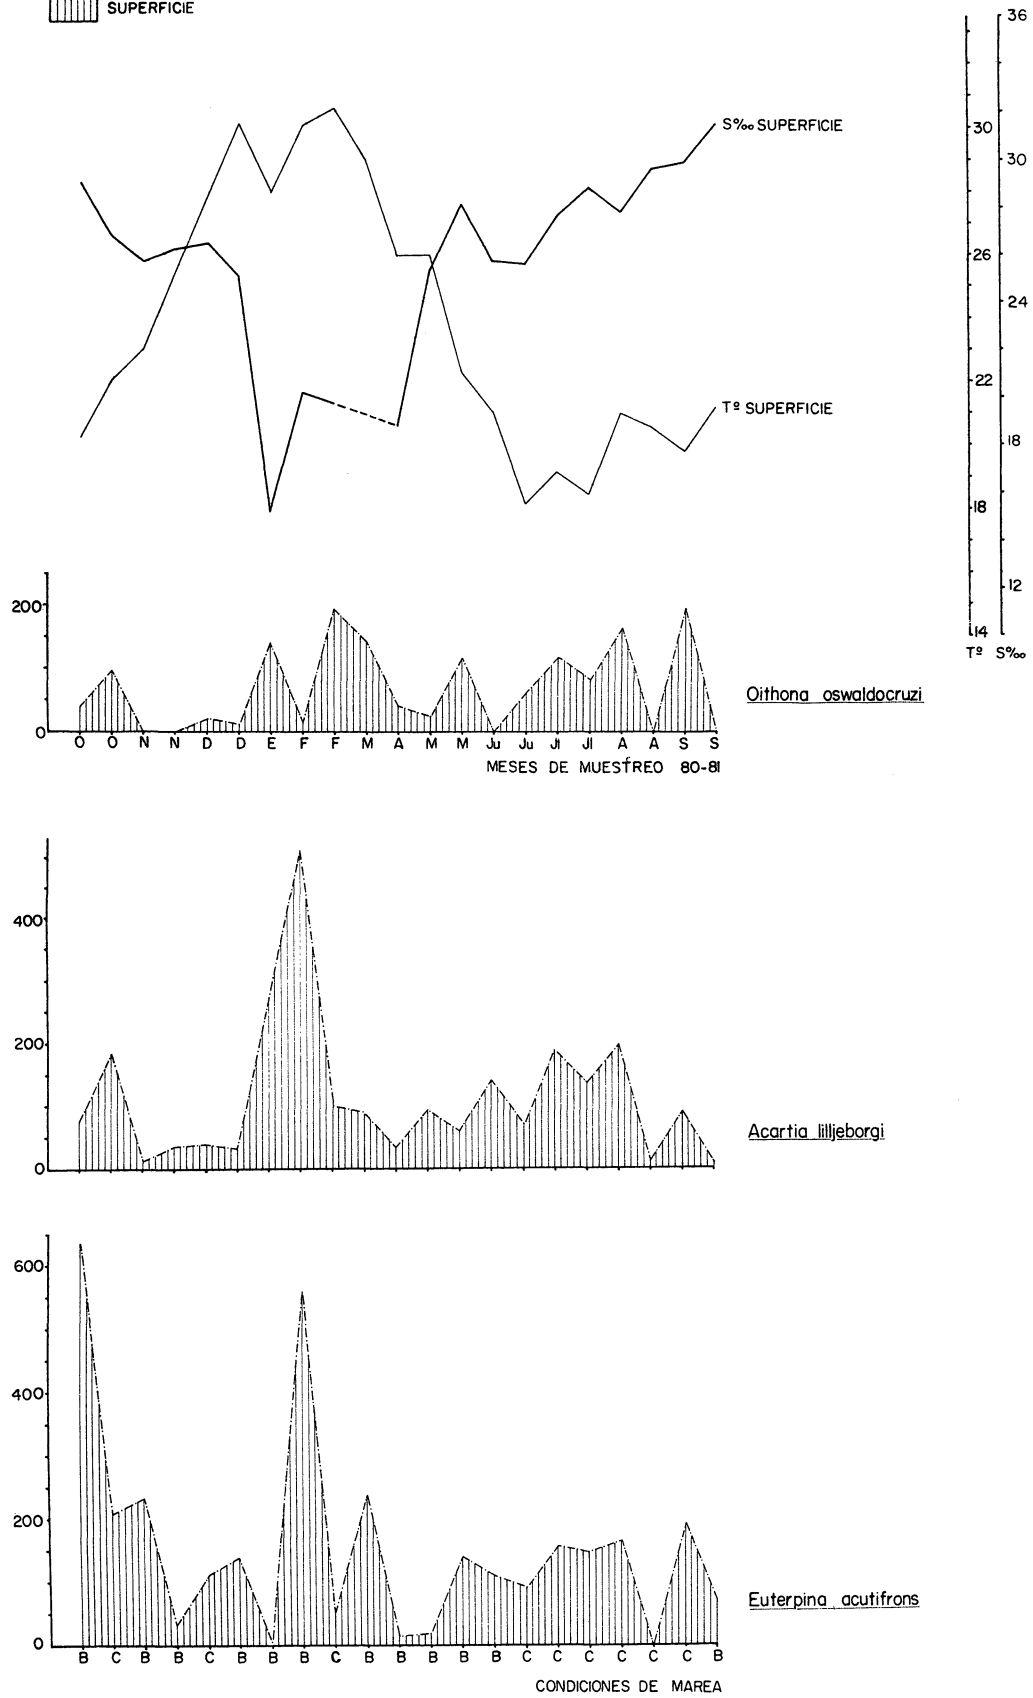 SUPERFICIE
36
S‰ SUPERFICIE
30
30
26
24
22
Tº SUPERFICIE
18
18
12
14
Tº S‰
200
0
Oithona oswaldocruzi
O O N N D D E F F M A M M Ju Ju Jl Jl A A S S
MESES DE MUESTREO 80-81
400
200
0
Acartia lilljeborgi
600
400
200
0
Euterpina acutifrons
B C B B C B B B C B B B B B C C C C C C B
CONDICIONES DE MAREA